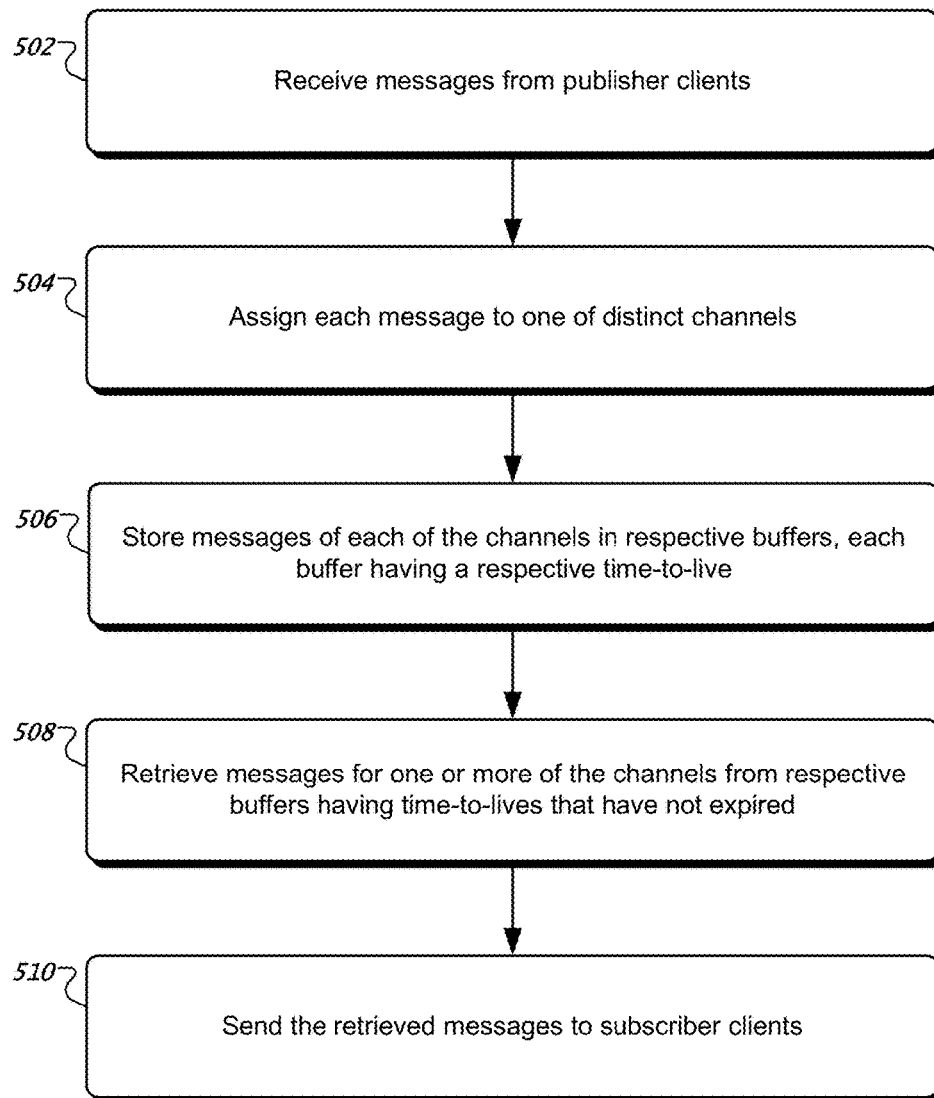 502
Receive messages from publisher clients
504
Assign each message to one of distinct channels
506
Store messages of each of the channels in respective buffers, each
buffer having a respective time-to-live
508
Retrieve messages for one or more of the channels from respective
buffers having time-to-lives that have not expired
510
Send the retrieved messages to subscriber clients